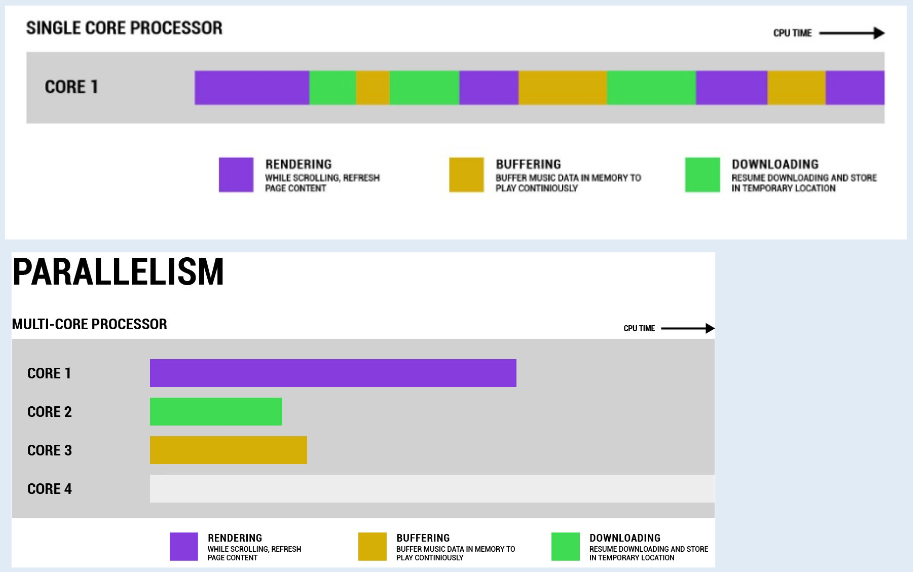 SINGLE CORE PROCESSOR
CPU TIME
CORE 1
RENDERING
WHILE SCROLLING, REFRESH
PAGE CONTENT
BUFFERING
BUFFER MUSIC DATA IN MEMORY TO
PLAY CONTINIOUSLY
DOWNLOADING
RESUME DOWNLOADING AND STORE
IN TEMPORARY LOCATION
PARALLELISM
MULTI-CORE PROCESSOR
CPU TIME
CORE 1
CORE 2
CORE 3
CORE 4
RENDERING
WHILE SCROLLING, REFRESH
PAGE CONTENT
BUFFERING
BUFFER MUSIC DATA IN MEMORY TO
PLAY CONTINIOUSLY
DOWNLOADING
RESUME DOWNLOADING AND STORE
IN TEMPORARY LOCATION